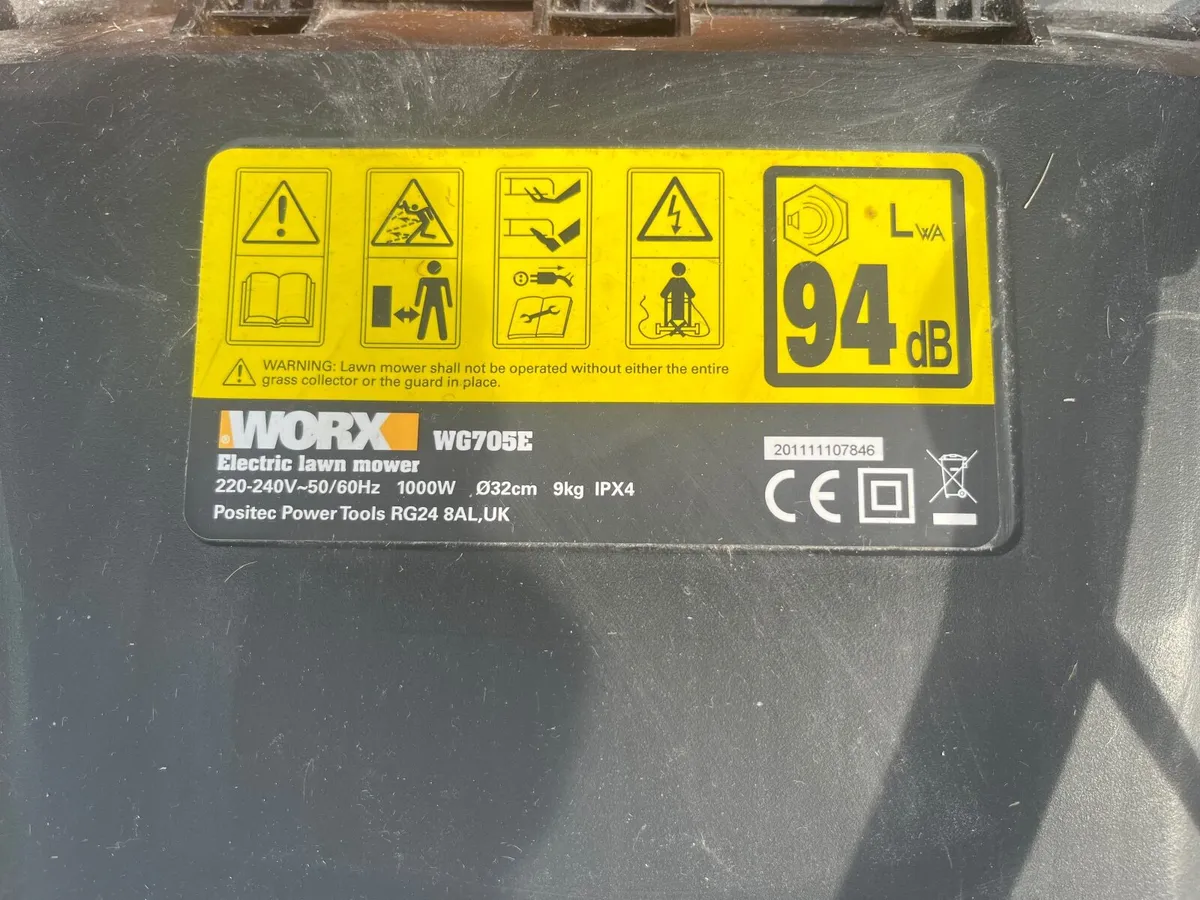 LWA
94 dB
WARNING: Lawn mower shall not be operated without either the entire
grass collector or the guard in place.
WORX® WG705E
Electric lawn mower
220-240V~50/60Hz 1000W Ø32cm 9kg IPX4
Positec Power Tools RG24 8AL,UK
201111107846
CE